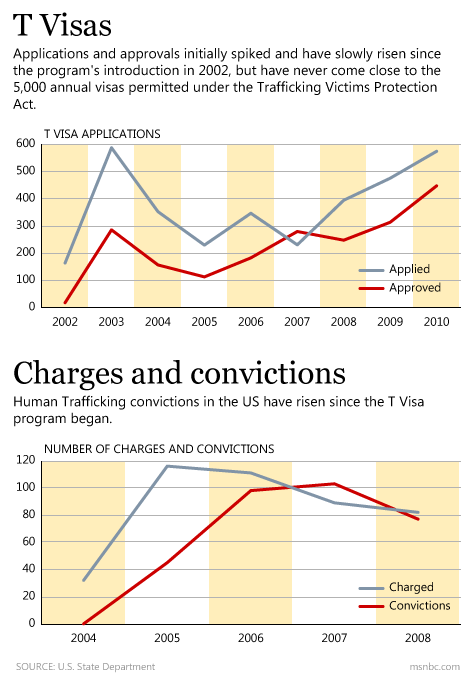 T Visas
Applications and approvals initially spiked and have slowly risen since
the program's introduction in 2002, but have never come close to the
5,000 annual visas permitted under the Trafficking Victims Protection
Act.
T VISA APPLICATIONS
600
500
400
300
200
100
0
Applied
Approved
2002 2003 2004 2005 2006 2007 2008 2009 2010
Charges and convictions
Human Trafficking convictions in the US have risen since the T Visa
program began.
NUMBER OF CHARGES AND CONVICTIONS
120
100
80
60
40
20
0
Charged
Convictions
2004 2005 2006 2007 2008
SOURCE: U.S. State Department msnbc.com